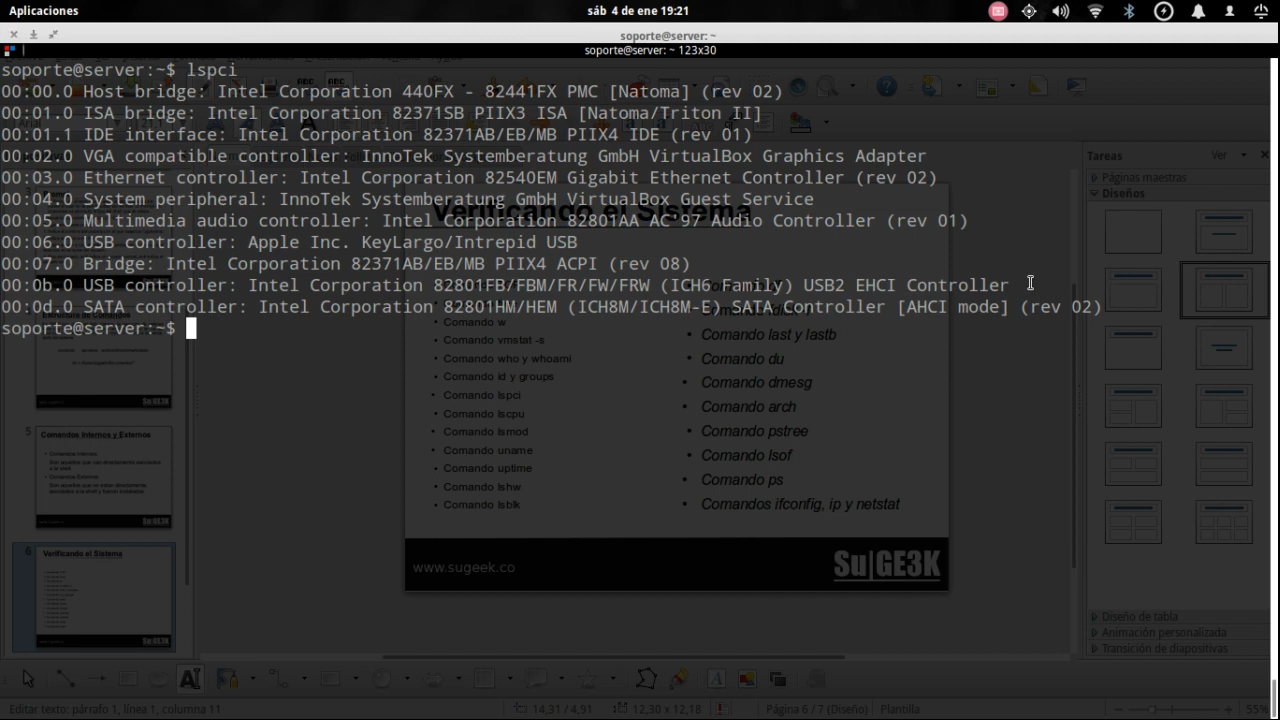 Aplicaciones
sáb 4 de ene 19:21
soporte@server: ~
soporte@server: ~ 123x30
soporte@server:~$ lspci
00:00.0 Host bridge: Intel Corporation 440FX - 82441FX PMC [Natoma] (rev 02)
00:01.0 ISA bridge: Intel Corporation 82371SB PIIX3 ISA [Natoma/Triton II]
00:01.1 IDE interface: Intel Corporation 82371AB/EB/MB PIIX4 IDE (rev 01)
00:02.0 VGA compatible controller: InnoTek Systemberatung GmbH VirtualBox Graphics Adapter
00:03.0 Ethernet controller: Intel Corporation 82540EM Gigabit Ethernet Controller (rev 02)
00:04.0 System peripheral: InnoTek Systemberatung GmbH VirtualBox Guest Service
00:05.0 Multimedia audio controller: Intel Corporation 82801AA AC'97 Audio Controller (rev 01)
00:06.0 USB controller: Apple Inc. KeyLargo/Intrepid USB
00:07.0 Bridge: Intel Corporation 82371AB/EB/MB PIIX4 ACPI (rev 08)
00:0b.0 USB controller: Intel Corporation 82801FB/FBM/FR/FW/FRW (ICH6 Family) USB2 EHCI Controller
00:0d.0 SATA controller: Intel Corporation 82801HM/HEM (ICH8M/ICH8M-E) SATA Controller [AHCI mode] (rev 02)
soporte@server:~$
Verificando el Sistema
Comando w
Comando vmstat -s
Comando who y whoami
Comando id y groups
Comando lspci
Comando lscpu
Comando lsmod
Comando uname
Comando uptime
Comando lshw
Comando lsblk
Comando last y lastb
Comando du
Comando dmesg
Comando arch
Comando pstree
Comando lsof
Comando ps
Comandos ifconfig, ip y netstat
www.sugeek.co
Su|GE3K
Tareas
Ver
Páginas maestras
Diseños
Diseño de tabla
Animación personalizada
Transición de diapositivas
Estructura de Comandos
5
Comandos Internos y Externos
6
Verificando el Sistema
Editar texto: párrafo 1, línea 1, columna 11
14,31 / 4,91
12,30 x 12,18
Página 6 / 7 (Diseño)
Plantilla
55%